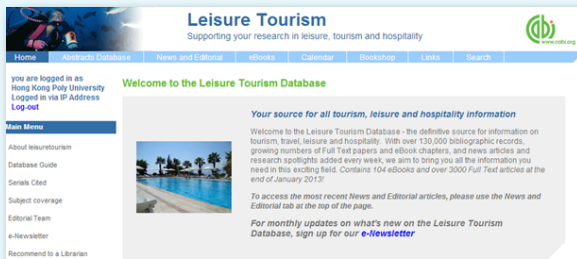 Leisure Tourism
Supporting your research in leisure, tourism and hospitality
cabi
www.cabi.org
Home Abstracts Database News and Editorial eBooks Calendar Bookshop Links Search
you are logged in as
Hong Kong Poly University
Logged in via IP Address
Log-out
Main Menu
About leisuretourism
Database Guide
Serials Cited
Subject coverage
Editorial Team
e-Newsletter
Recommend to a Librarian
Welcome to the Leisure Tourism Database
Your source for all tourism, leisure and hospitality information
Welcome to the Leisure Tourism Database - the definitive source for information on
tourism, travel, leisure and hospitality. With over 130,000 bibliographic records,
growing numbers of Full Text papers and eBook chapters, and news articles and
research spotlights added every week, we aim to bring you all the information you
need in this exciting field. Contains 104 eBooks and over 3000 Full Text articles at the
end of January 2013!
To access the most recent News and Editorial articles, please use the News and
Editorial tab at the top of the page.
For monthly updates on what's new on the Leisure Tourism
Database, sign up for our e-Newsletter